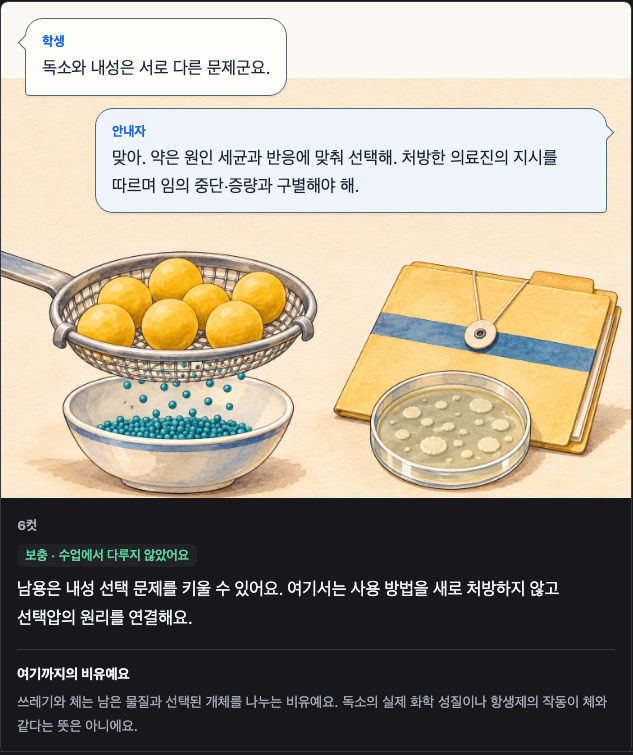 학생
독소와 내성은 서로 다른 문제군요.
안내자
맞아. 약은 원인 세균과 반응에 맞춰 선택해. 처방한 의료진의 지시를
따르며 임의 중단·증량과 구별해야 해.
6컷
보충 · 수업에서 다루지 않았어요
남용은 내성 선택 문제를 키울 수 있어요. 여기서는 사용 방법을 새로 처방하지 않고
선택압의 원리를 연결해요.
여기까지의 비유예요
쓰레기와 체는 남은 물질과 선택된 개체를 나누는 비유예요. 독소의 실제 화학 성질이나 항생제의 작동이 체와
같다는 뜻은 아니에요.